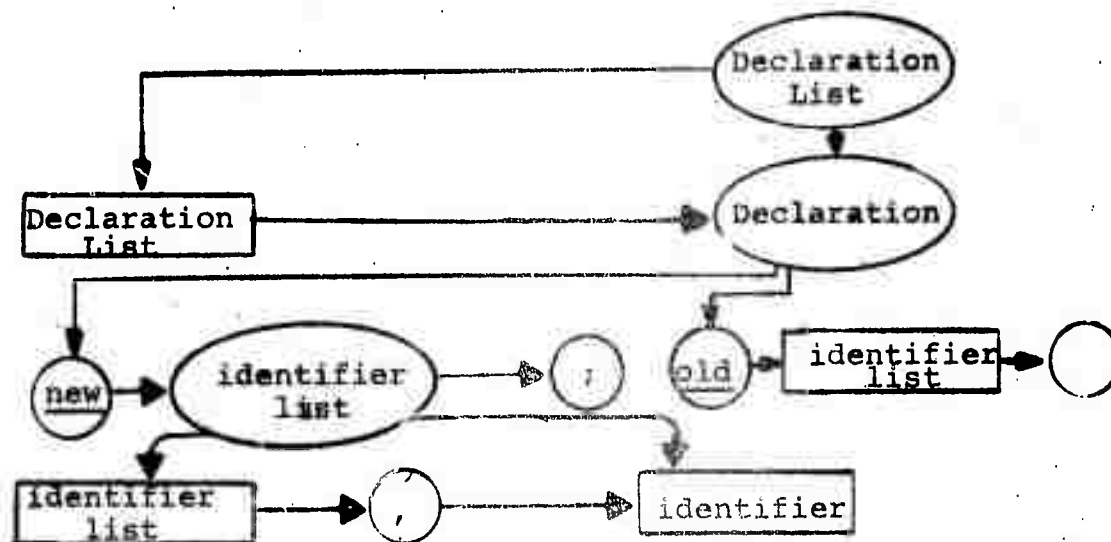 Declaration
List
Declaration
List
Declaration
new
identifier
list
;
old
identifier
list
identifier
list
,
identifier